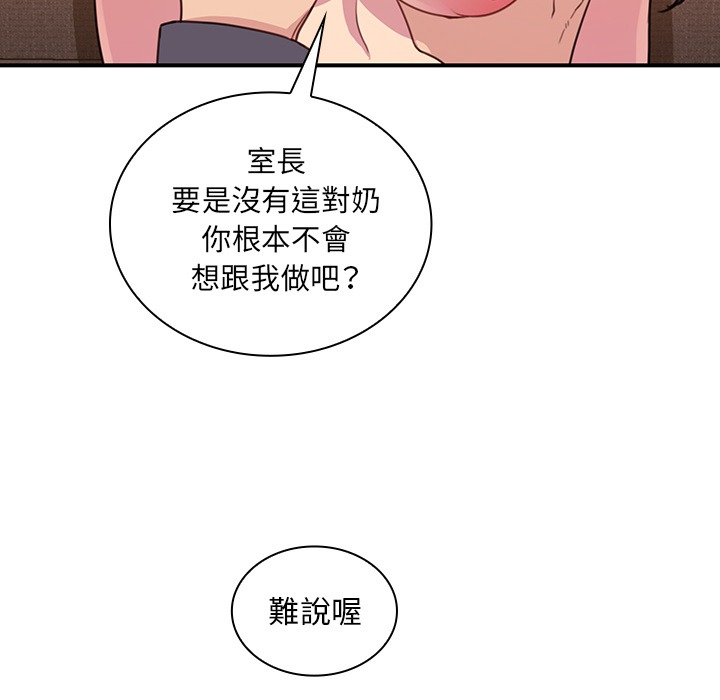 室長
要是沒有這對奶
你根本不會
想跟我做吧？
難說喔